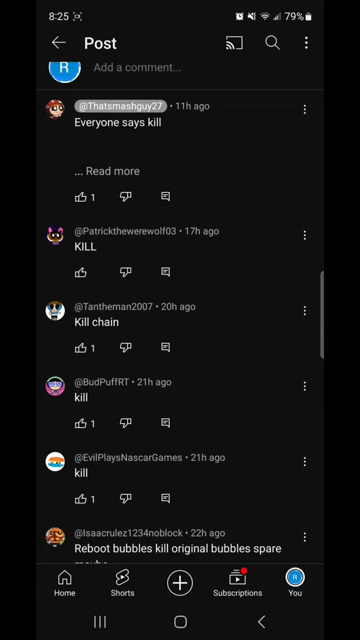 8:25
79%
Post
R
Add a comment...
@Thatsmashguy27 • 11h ago
Everyone says kill
... Read more
1
@Patrickthewerewolf03 • 17h ago
KILL
@Tantheman2007 • 20h ago
Kill chain
1
@BudPuffRT • 21h ago
kill
1
@EvilPlaysNascarGames • 21h ago
kill
1
@Isaacrulez1234noblock • 22h ago
Reboot bubbles kill original bubbles spare
maybe
R
Home
Shorts
Subscriptions
You